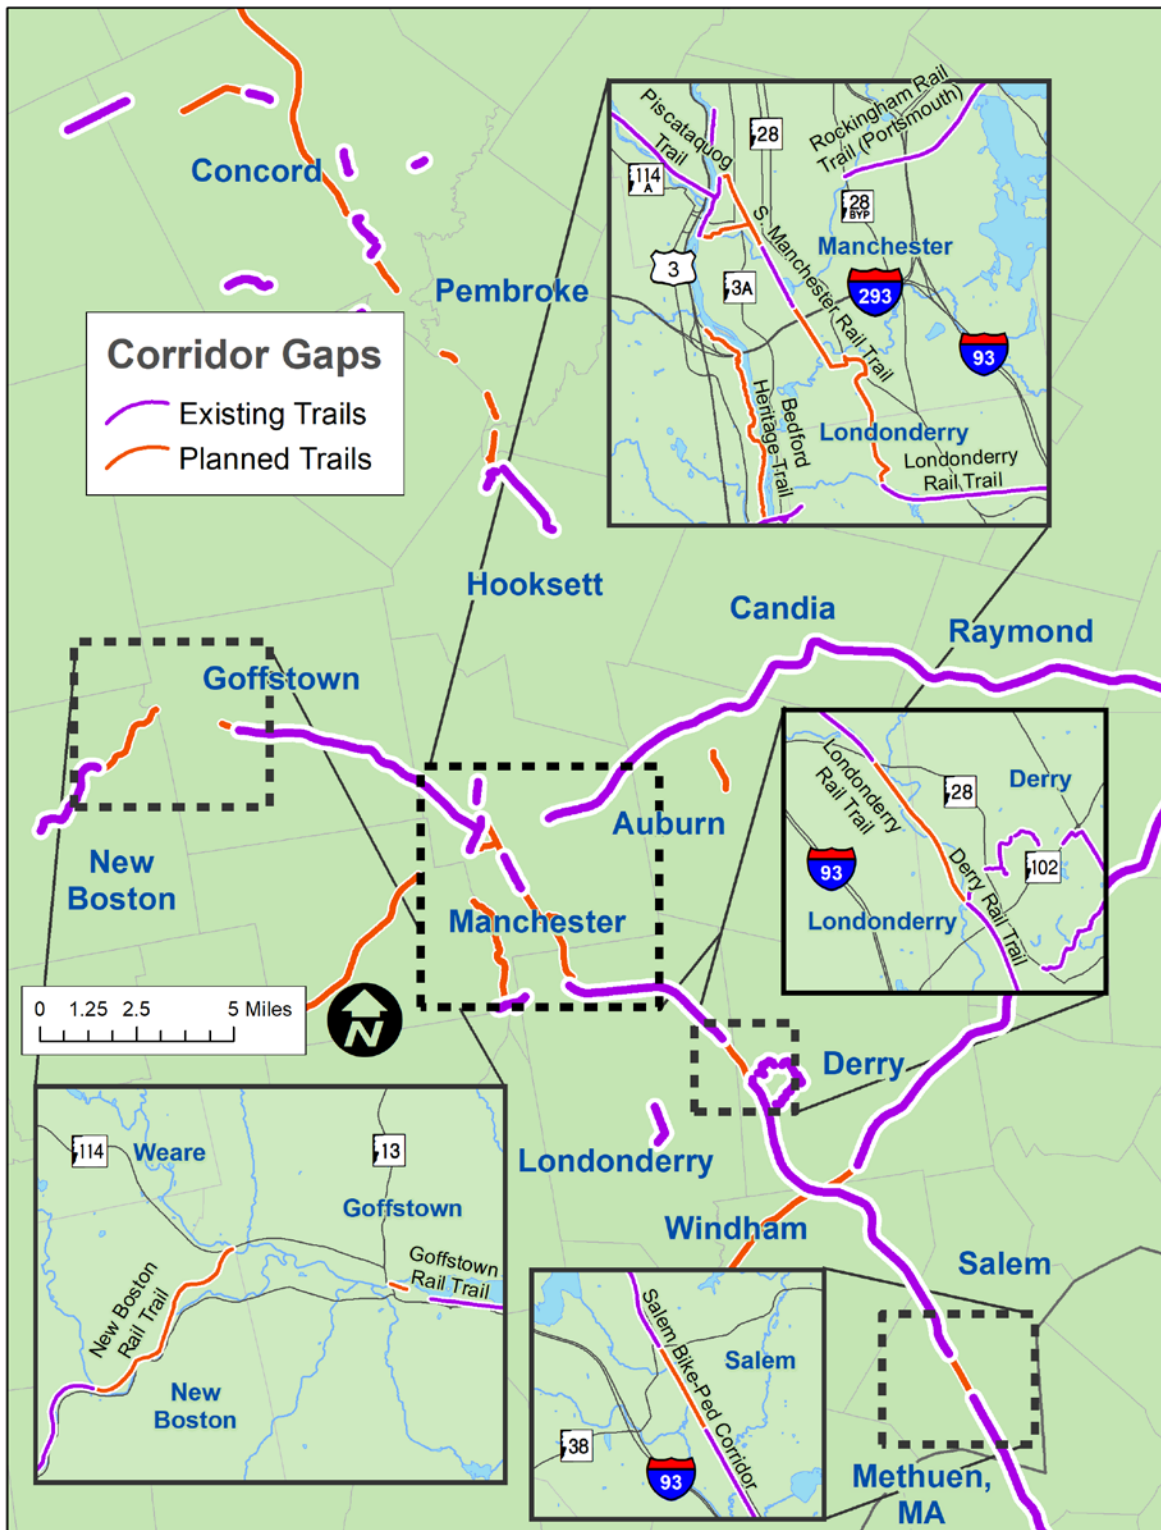 Concord
Pembroke
Corridor Gaps
Existing Trails
Planned Trails
Piscataquog
Trail
28
Rockingham Rail
Trail (Portsmouth)
114
A
28
BYP
S. Manchester Rail Trail
Manchester
3
3A
293
93
Bedford
Heritage Trail
Londonderry
Londonderry
Rail Trail
Hooksett
Candia
Raymond
Goffstown
New
Boston
Auburn
Manchester
Londonderry
Rail Trail
28
Derry
102
93
Derry Rail Trail
Londonderry
0 1.25 2.5 5 Miles
N
Derry
Londonderry
Windham
Salem
114
Weare
13
Goffstown
Goffstown
Rail Trail
New Boston
Rail Trail
New
Boston
Salem Bike-Ped Corridor
Salem
38
93
Methuen,
MA